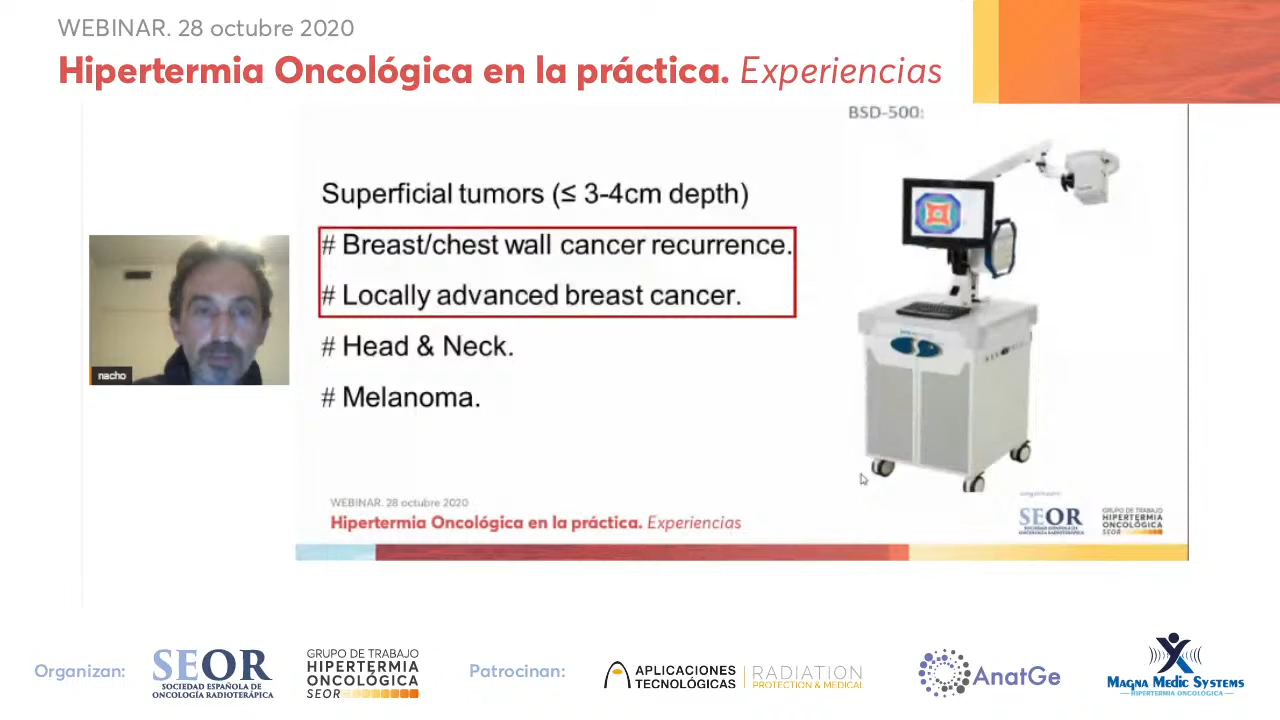 WEBINAR. 28 octubre 2020
Hipertermia Oncológica en la práctica. Experiencias
BSD-500:
Superficial tumors (≤ 3-4cm depth)
# Breast/chest wall cancer recurrence.
# Locally advanced breast cancer.
# Head & Neck.
# Melanoma.
nacho
WEBINAR. 28 octubre 2020
Hipertermia Oncológica en la práctica. Experiencias
SEOR
SOCIEDAD ESPAÑOLA DE
ONCOLOGÍA RADIOTERÁPICA
GRUPO DE TRABAJO
HIPERTERMIA
ONCOLÓGICA
SEOR
Organizan:
SEOR
SOCIEDAD ESPAÑOLA DE
ONCOLOGÍA RADIOTERÁPICA
GRUPO DE TRABAJO
HIPERTERMIA
ONCOLÓGICA
SEOR
Patrocinan:
APLICACIONES
TECNOLÓGICAS
RADIATION
PROTECTION & MEDICAL
AnatGe
MAGNA MEDIC SYSTEMS
HIPERTERMIA ONCOLÓGICA